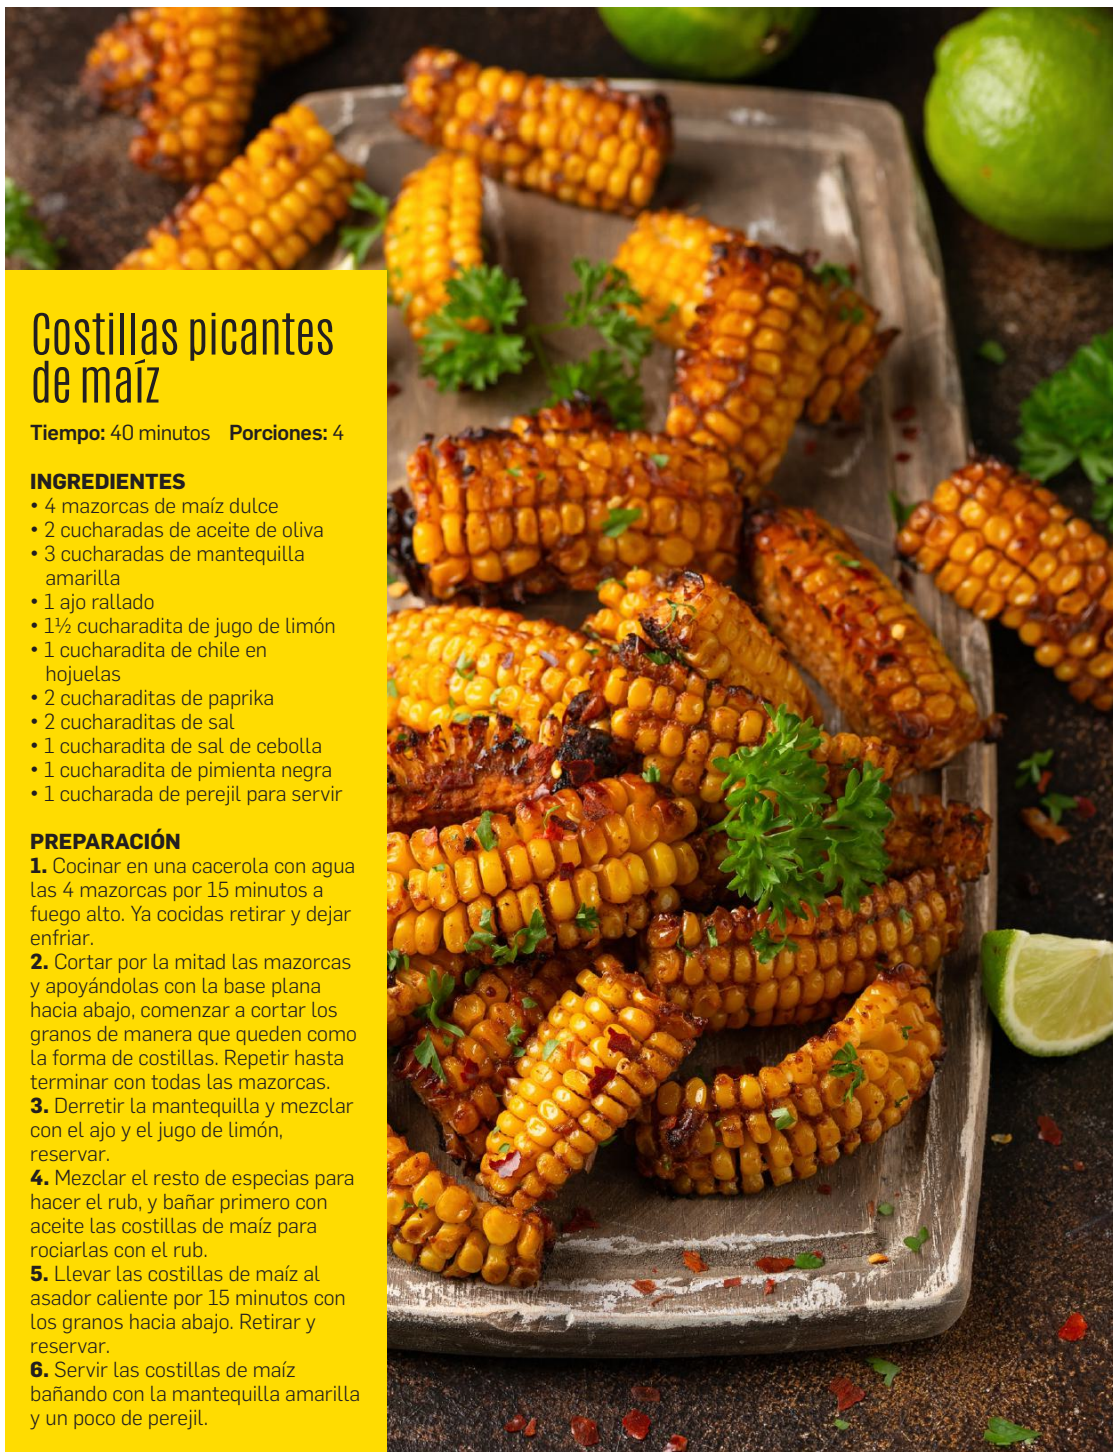 Costillas picantes
de maíz
Tiempo: 40 minutos Porciones: 4
INGREDIENTES
• 4 mazorcas de maíz dulce
• 2 cucharadas de aceite de oliva
• 3 cucharadas de mantequilla
amarilla
• 1 ajo rallado
• 1½ cucharadita de jugo de limón
• 1 cucharadita de chile en
hojuelas
• 2 cucharaditas de paprika
• 2 cucharaditas de sal
• 1 cucharadita de sal de cebolla
• 1 cucharadita de pimienta negra
• 1 cucharada de perejil para servir
PREPARACIÓN
1. Cocinar en una cacerola con agua
las 4 mazorcas por 15 minutos a
fuego alto. Ya cocidas retirar y dejar
enfriar.
2. Cortar por la mitad las mazorcas
y apoyándolas con la base plana
hacia abajo, comenzar a cortar los
granos de manera que queden como
la forma de costillas. Repetir hasta
terminar con todas las mazorcas.
3. Derretir la mantequilla y mezclar
con el ajo y el jugo de limón,
reservar.
4. Mezclar el resto de especias para
hacer el rub, y bañar primero con
aceite las costillas de maíz para
rociarlas con el rub.
5. Llevar las costillas de maíz al
asador caliente por 15 minutos con
los granos hacia abajo. Retirar y
reservar.
6. Servir las costillas de maíz
bañando con la mantequilla amarilla
y un poco de perejil.